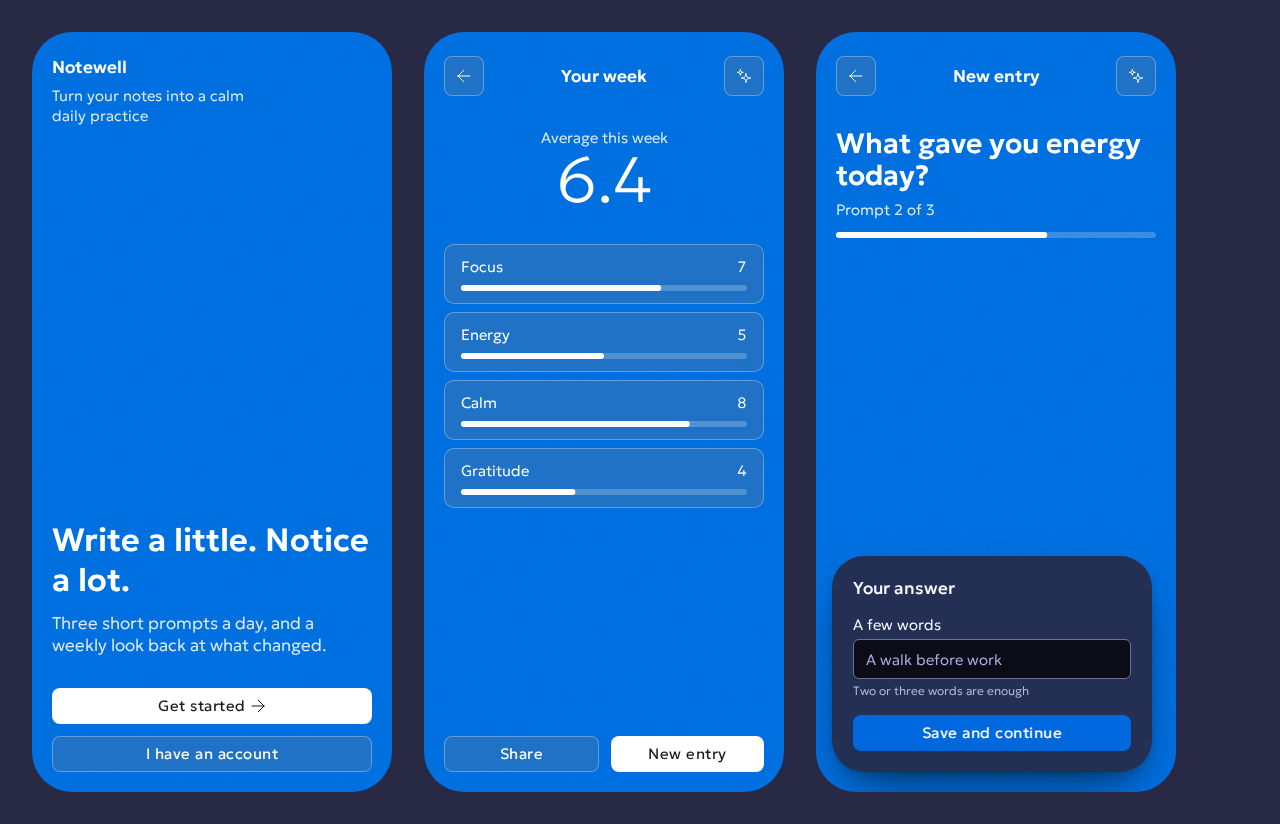 Notewell
Turn your notes into a calm
daily practice
Write a little. Notice
a lot.
Three short prompts a day, and a
weekly look back at what changed.
Get started
I have an account
Your week
Average this week
6.4
Focus 7
Energy 5
Calm 8
Gratitude 4
Share
New entry
New entry
What gave you energy
today?
Prompt 2 of 3
Your answer
A few words
A walk before work
Two or three words are enough
Save and continue